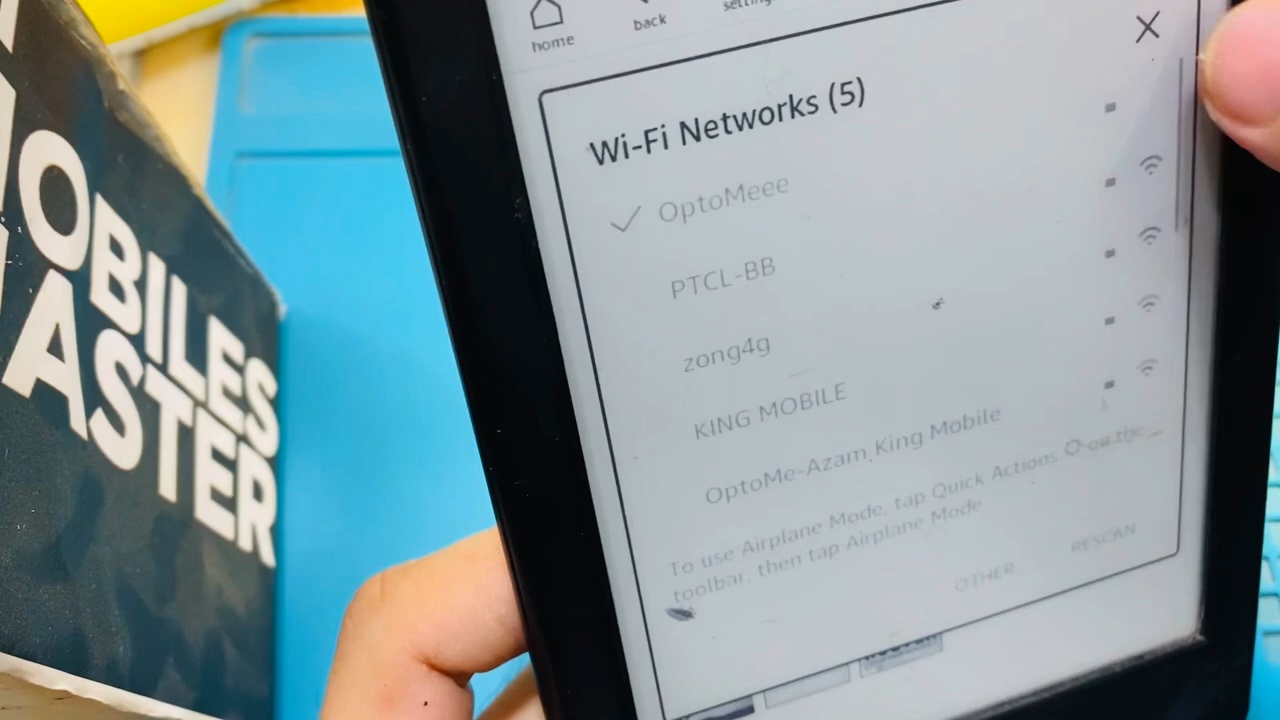 OBILES
ASTER
home
back
Wi-Fi Networks (5)
OptoMeee
PTCL-BB
zong4g
KING MOBILE
OptoMe-Azam King Mobile
To use Airplane Mode, tap Quick Actions on the
toolbar, then tap Airplane Mode
OTHER
RESCAN